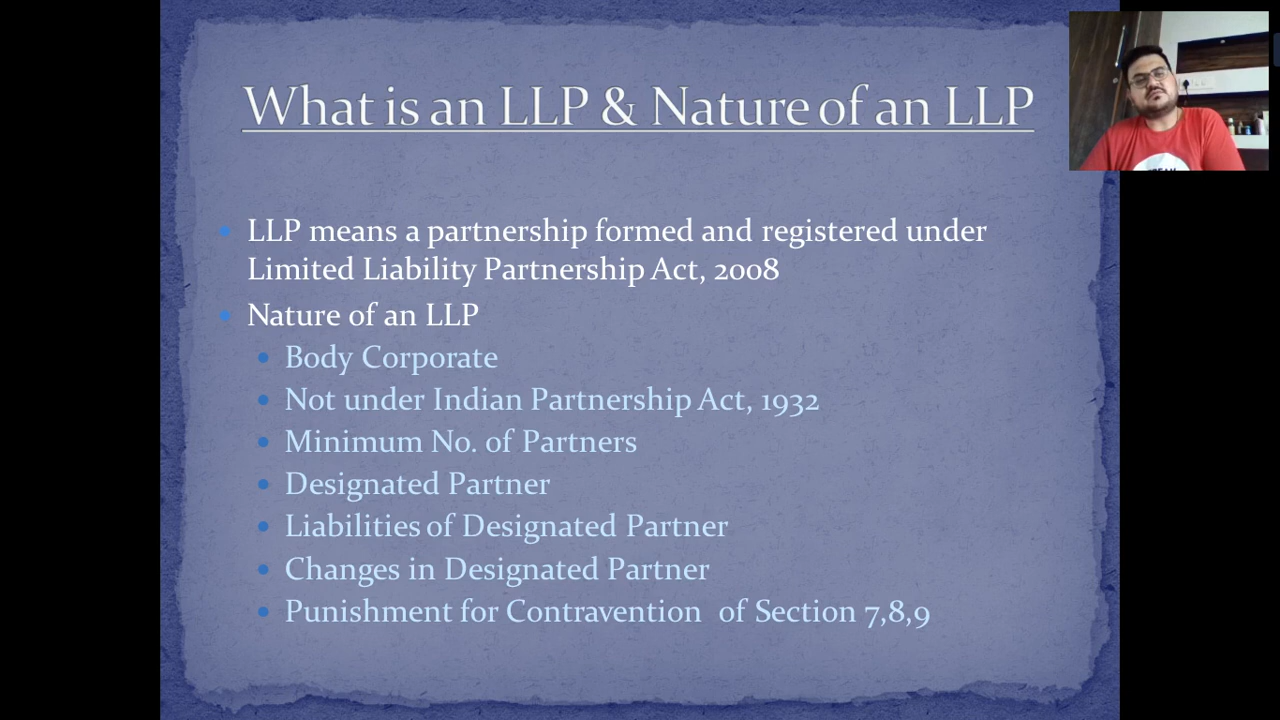 What is an LLP & Nature of an LLP
LLP means a partnership formed and registered under
Limited Liability Partnership Act, 2008
Nature of an LLP
Body Corporate
Not under Indian Partnership Act, 1932
Minimum No. of Partners
Designated Partner
Liabilities of Designated Partner
Changes in Designated Partner
Punishment for Contravention of Section 7,8,9